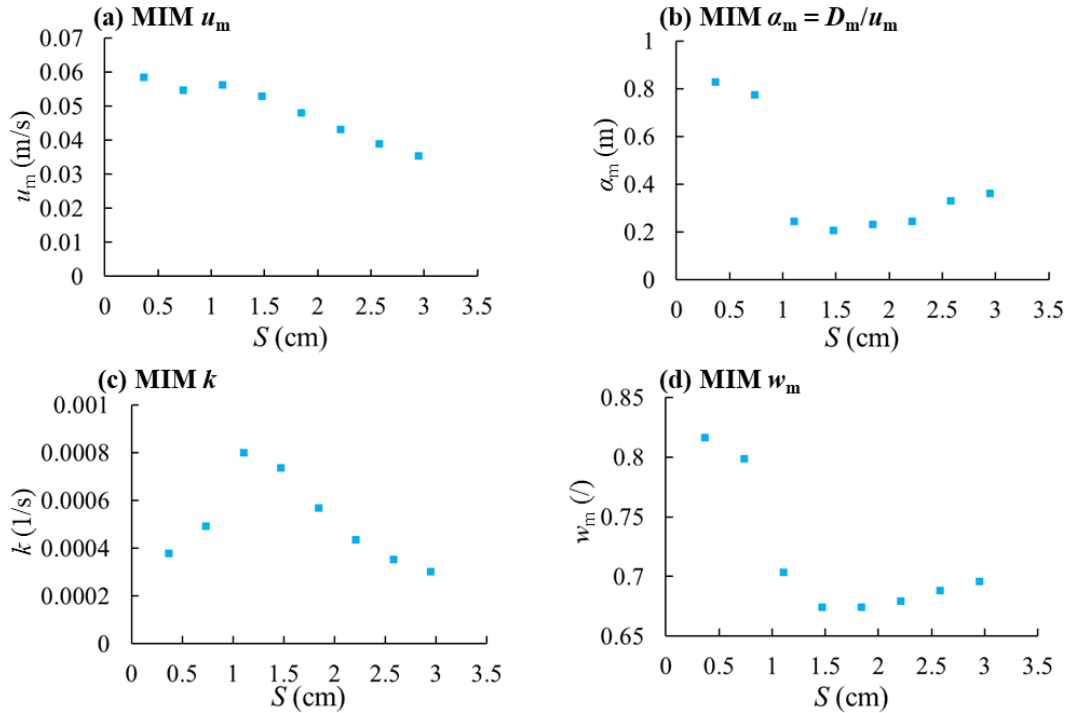 (a) MIM uₘ
0.07
0.06
0.05
0.04
0.03
0.02
0.01
0
uₘ (m/s)
0 0.5 1 1.5 2 2.5 3 3.5
S (cm)
(b) MIM αₘ = Dₘ/uₘ
1
0.8
0.6
0.4
0.2
0
αₘ (m)
0 0.5 1 1.5 2 2.5 3 3.5
S (cm)
(c) MIM k
0.001
0.0008
0.0006
0.0004
0.0002
0
k (1/s)
0 0.5 1 1.5 2 2.5 3 3.5
S (cm)
(d) MIM wₘ
0.85
0.8
0.75
0.7
0.65
wₘ (/)
0 0.5 1 1.5 2 2.5 3 3.5
S (cm)